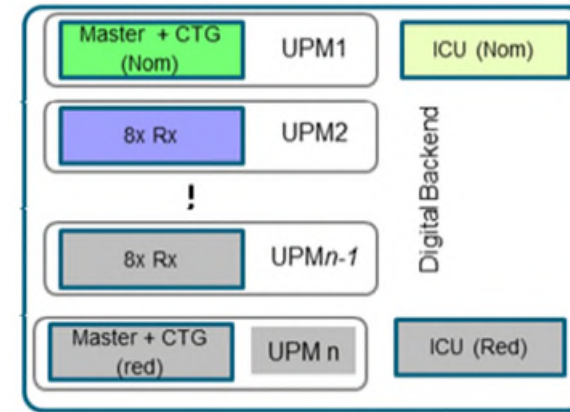 Master + CTG
(Nom)
UPM1
ICU (Nom)
8x Rx
UPM2
!
8x Rx
UPMn-1
Digital Backend
Master + CTG
(red)
UPM n
ICU (Red)